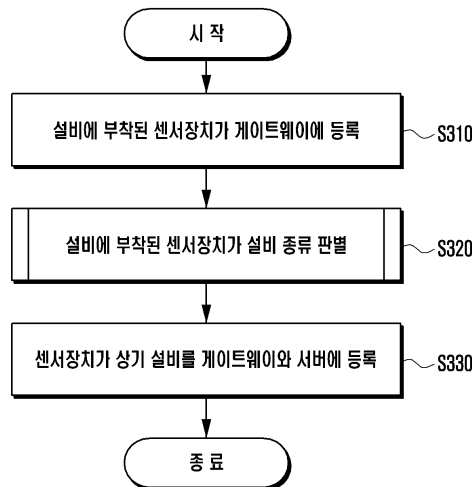 시 작
설비에 부착된 센서장치가 게이트웨이에 등록
S310
설비에 부착된 센서장치가 설비 종류 판별
S320
센서장치가 상기 설비를 게이트웨이와 서버에 등록
S330
종 료